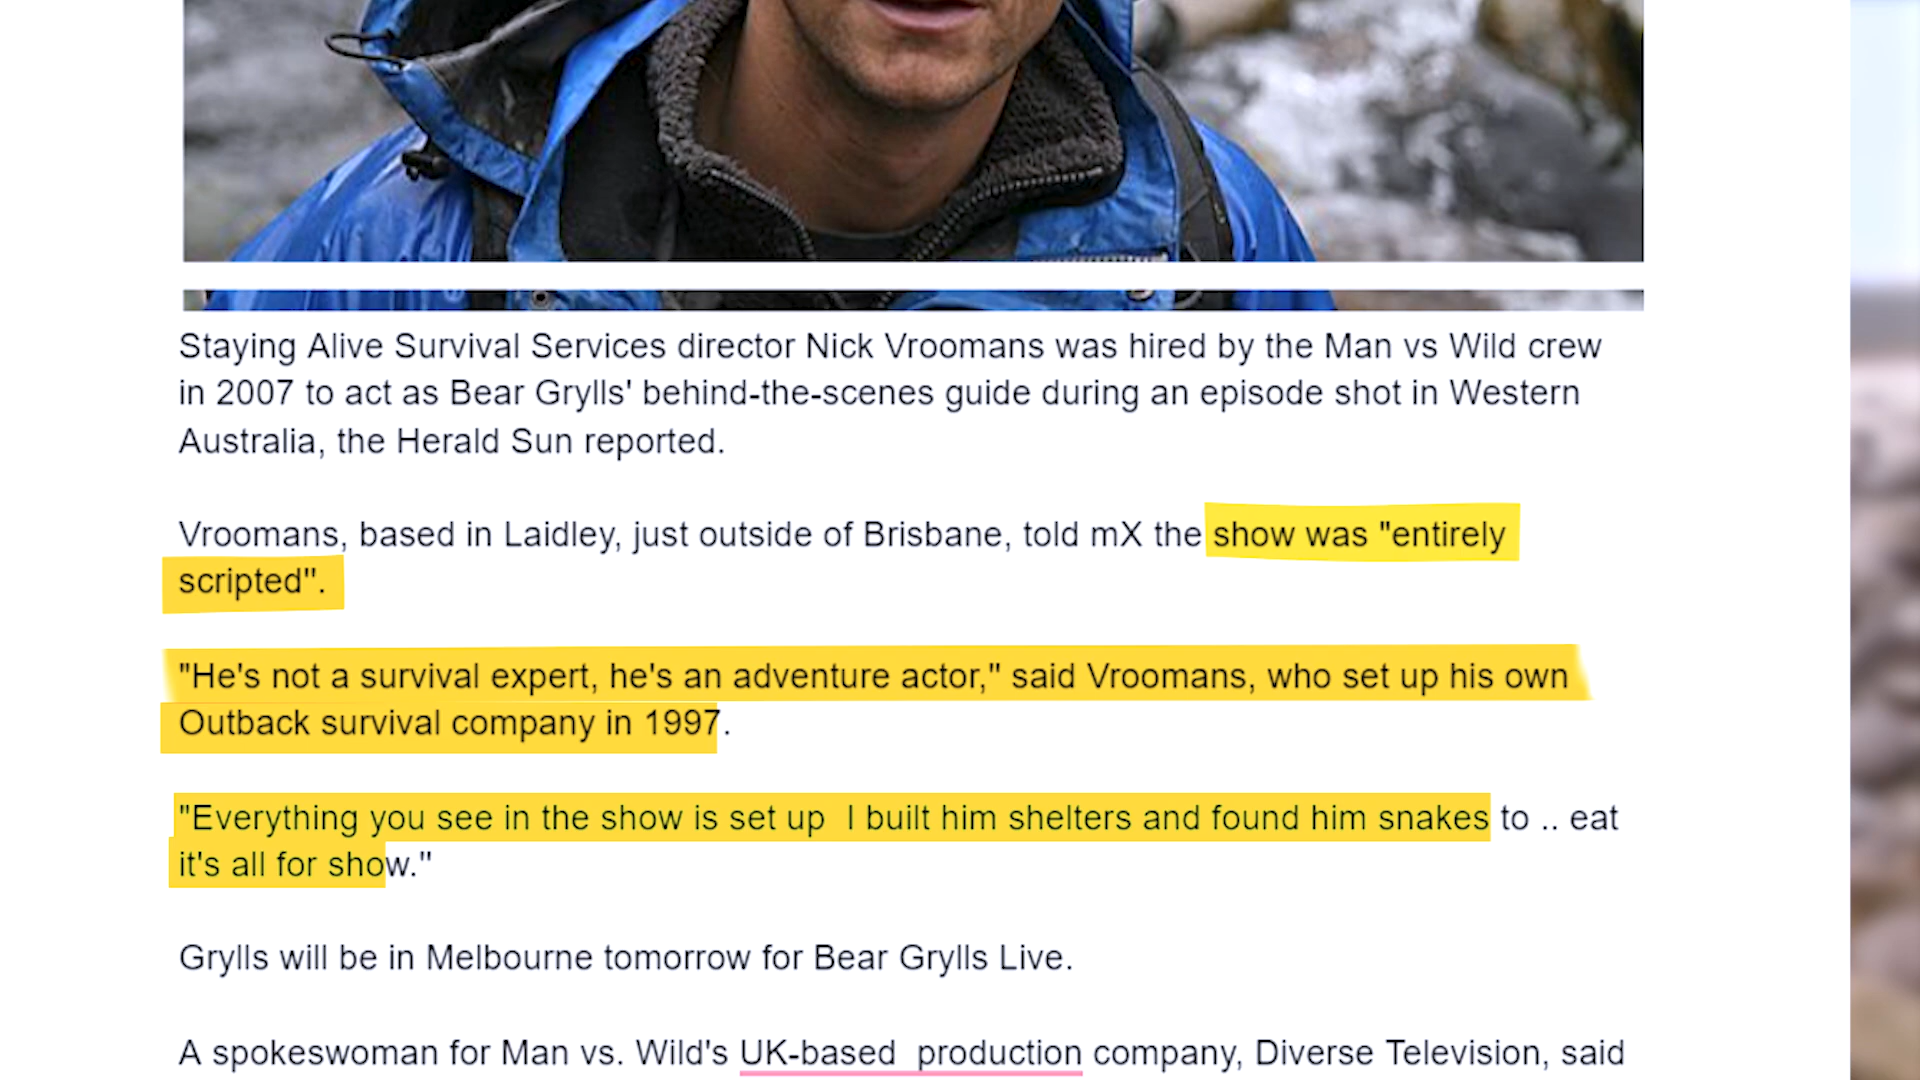 Staying Alive Survival Services director Nick Vroomans was hired by the Man vs Wild crew
in 2007 to act as Bear Grylls' behind-the-scenes guide during an episode shot in Western
Australia, the Herald Sun reported.
Vroomans, based in Laidley, just outside of Brisbane, told mX the show was "entirely
scripted".
"He's not a survival expert, he's an adventure actor," said Vroomans, who set up his own
Outback survival company in 1997.
"Everything you see in the show is set up  I built him shelters and found him snakes to .. eat
it's all for show."
Grylls will be in Melbourne tomorrow for Bear Grylls Live.
A spokeswoman for Man vs. Wild's UK-based  production company, Diverse Television, said